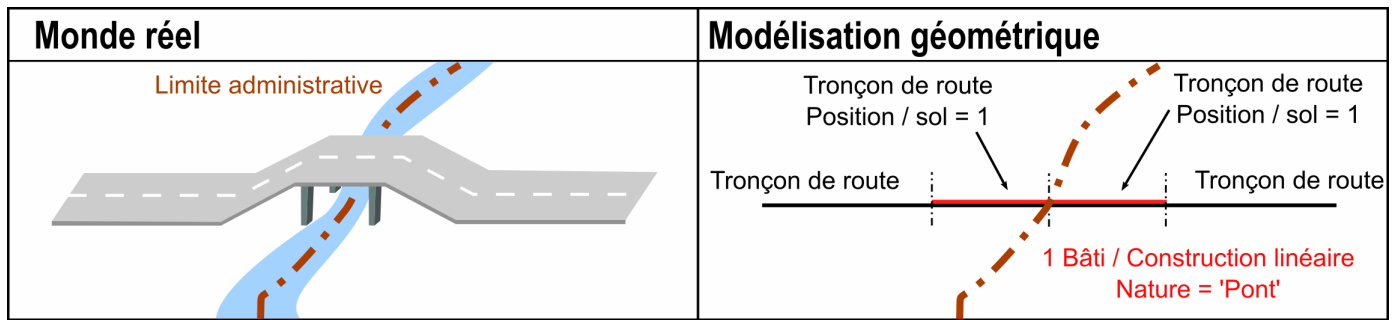 Monde réel
Modélisation géométrique
Limite administrative
Tronçon de route
Position / sol = 1
Tronçon de route
Position / sol = 1
Tronçon de route
Tronçon de route
1 Bâti / Construction linéaire
Nature = 'Pont'